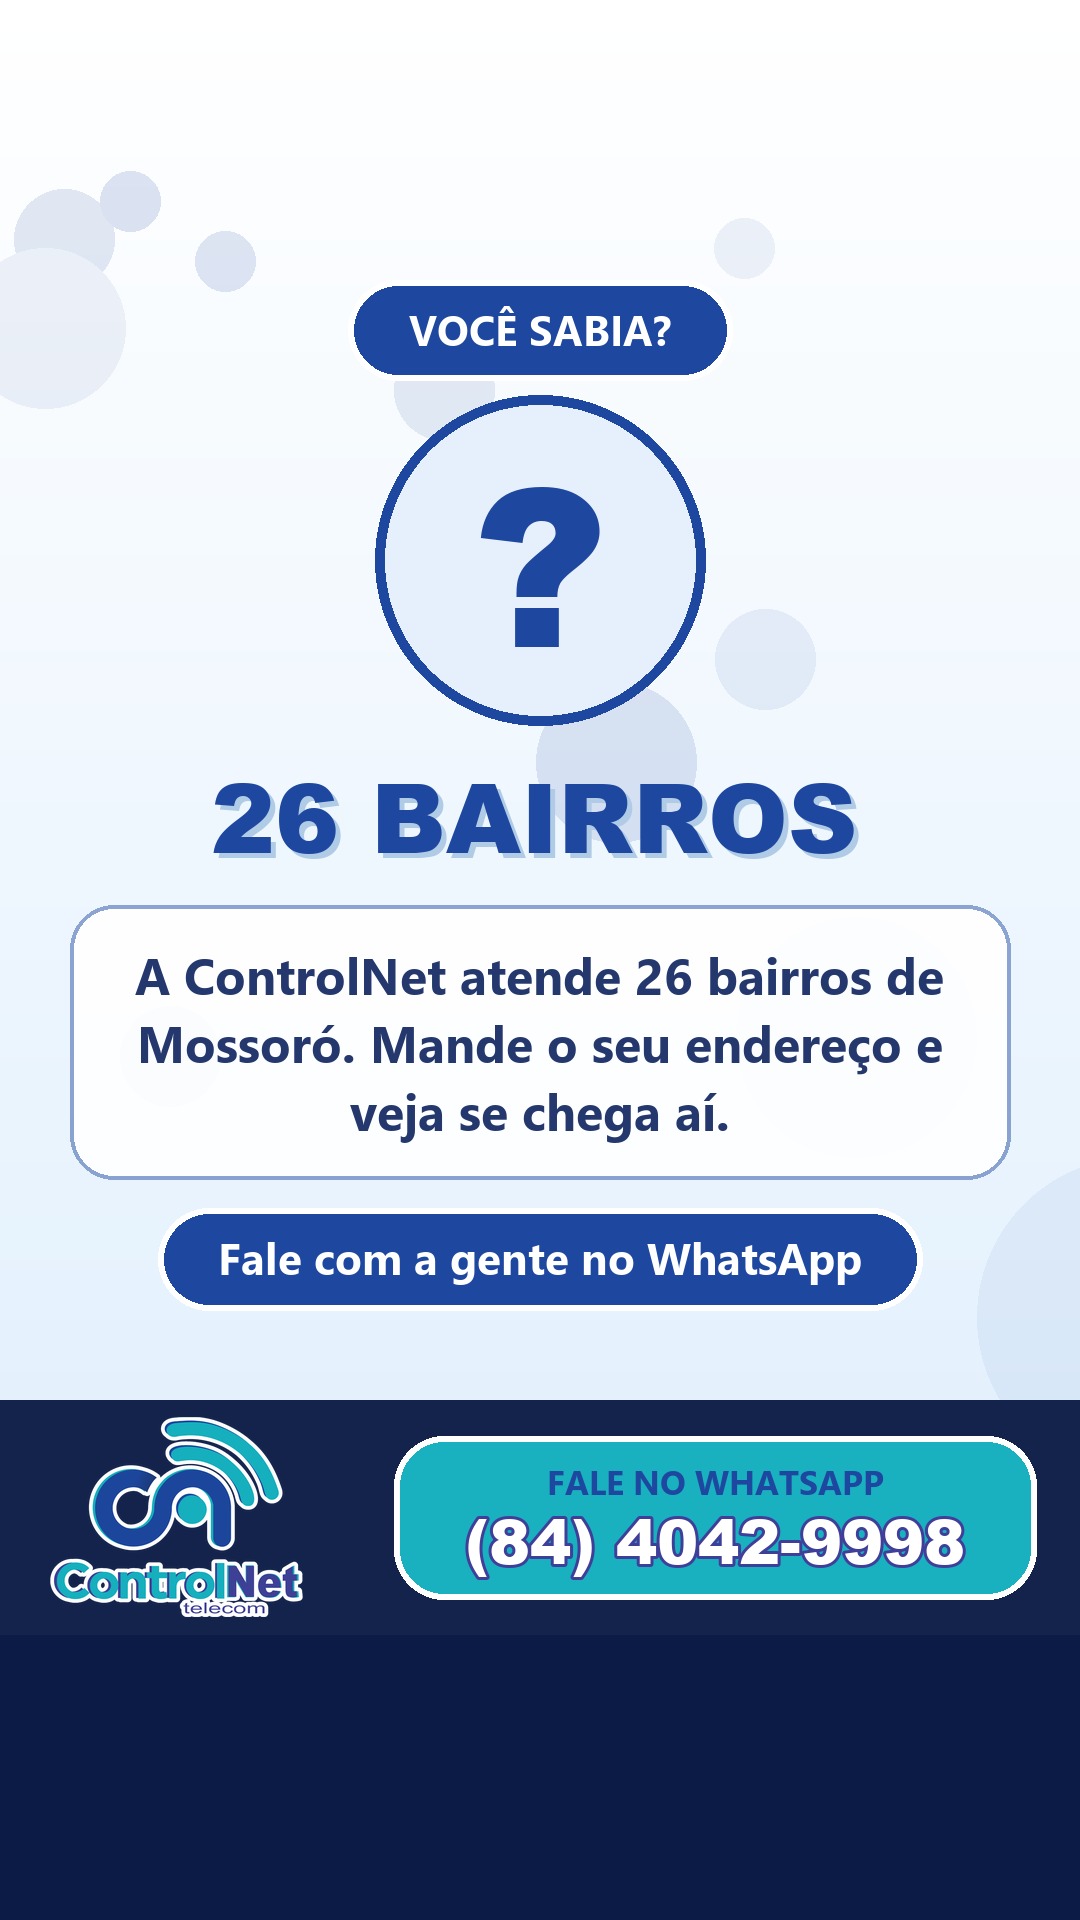 VOCÊ SABIA?
?
26 BAIRROS
A ControlNet atende 26 bairros de
Mossoró. Mande o seu endereço e
veja se chega aí.
Fale com a gente no WhatsApp
ControlNet
telecom
FALE NO WHATSAPP
(84) 4042-9998